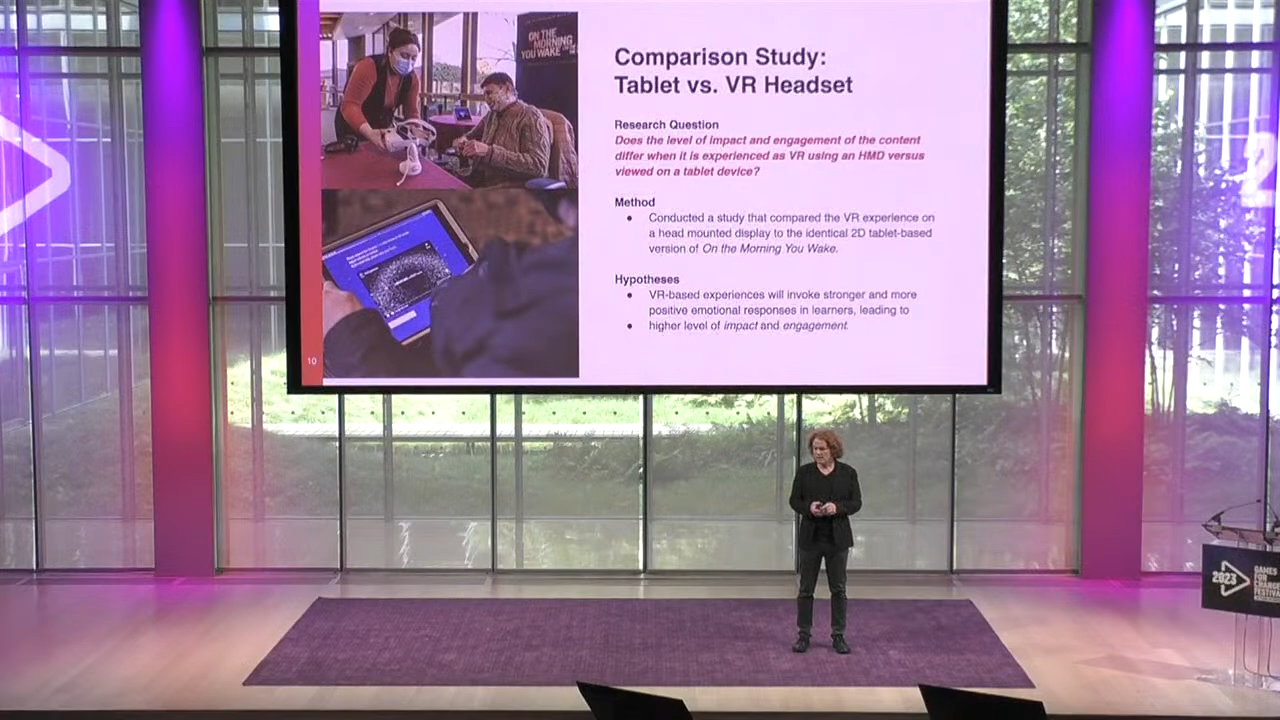 ON THE
MORNING
YOU WAKE
Comparison Study:
Tablet vs. VR Headset
Research Question
Does the level of impact and engagement of the content
differ when it is experienced as VR using an HMD versus
viewed on a tablet device?
Method
● Conducted a study that compared the VR experience on
a head mounted display to the identical 2D tablet-based
version of On the Morning You Wake.
Hypotheses
● VR-based experiences will invoke stronger and more
positive emotional responses in learners, leading to
● higher level of impact and engagement.
10
2
2023
GAMES
FOR
CHANGE
FESTIVAL